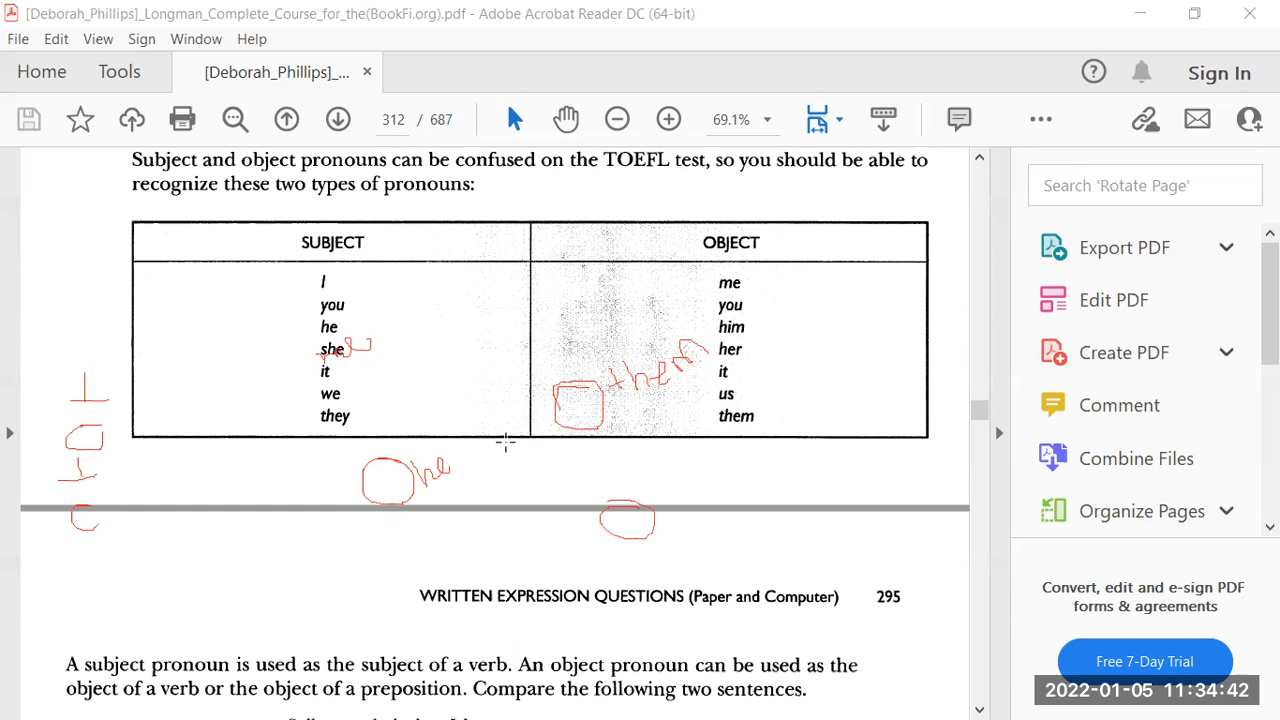 [Deborah_Phillips]_Longman_Complete_Course_for_the(BookFi.org).pdf - Adobe Acrobat Reader DC (64-bit)
File Edit View Sign Window Help
Home Tools [Deborah_Phillips]_... × Sign In
312 / 687 69.1%
Subject and object pronouns can be confused on the TOEFL test, so you should be able to
recognize these two types of pronouns:
SUBJECT OBJECT
I me
you you
he him
she her
it it
we us
they them
them
he
WRITTEN EXPRESSION QUESTIONS (Paper and Computer) 295
A subject pronoun is used as the subject of a verb. An object pronoun can be used as the
object of a verb or the object of a preposition. Compare the following two sentences.
Search 'Rotate Page'
Export PDF
Edit PDF
Create PDF
Comment
Combine Files
Organize Pages
Convert, edit and e-sign PDF
forms & agreements
Free 7-Day Trial
2022-01-05 11:34:42